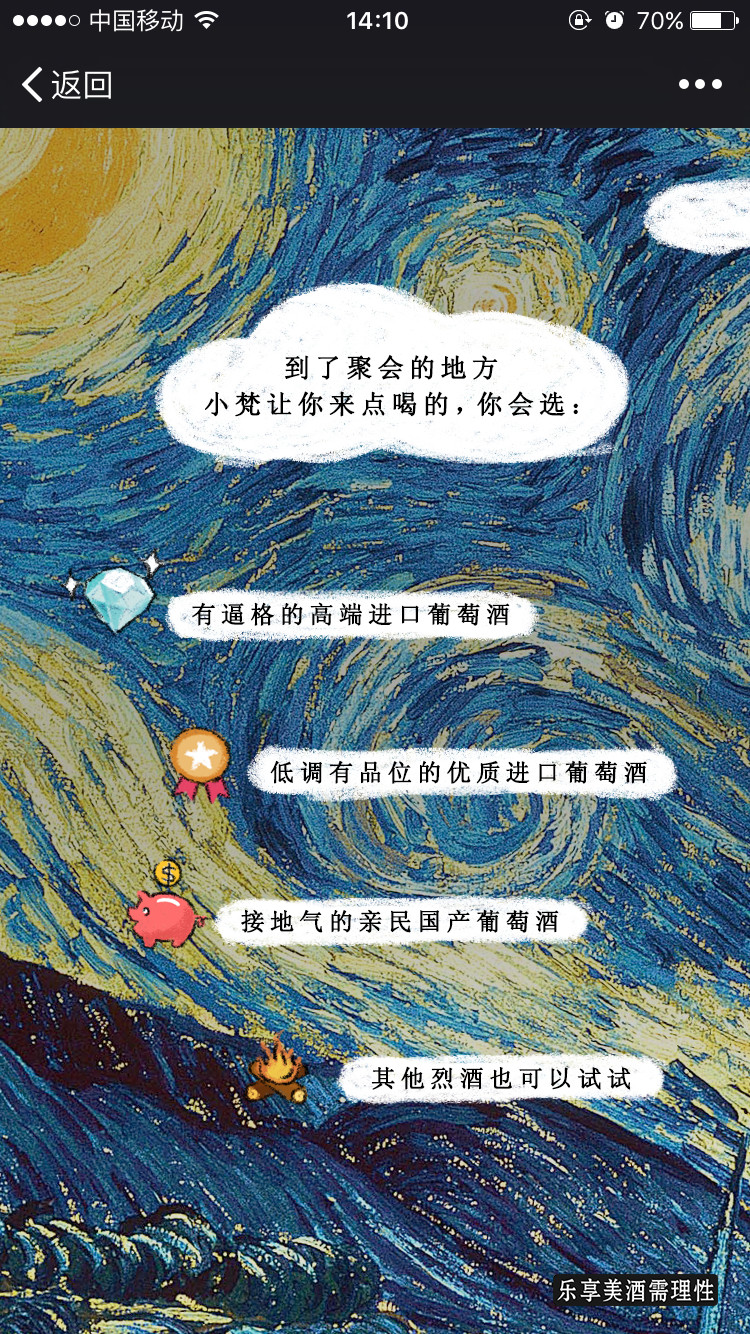 中国移动 14:10 70%
返回
到了聚会的地方
小梵让你来点喝的，你会选：
有逼格的高端进口葡萄酒
低调有品位的优质进口葡萄酒
$
接地气的亲民国产葡萄酒
其他烈酒也可以试试
乐享美酒需理性